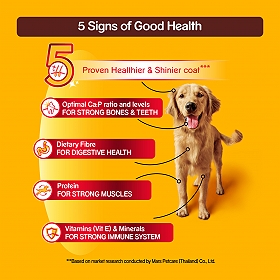 5 Signs of Good Health
5
Proven Healthier & Shinier coat***
Optimal Ca:P ratio and levels
FOR STRONG BONES & TEETH
Dietary Fibre
FOR DIGESTIVE HEALTH
Protein
FOR STRONG MUSCLES
Vitamins (Vit E) & Minerals
FOR STRONG IMMUNE SYSTEM
***Based on market research conducted by Mars Petcare (Thailand) Co., Ltd.